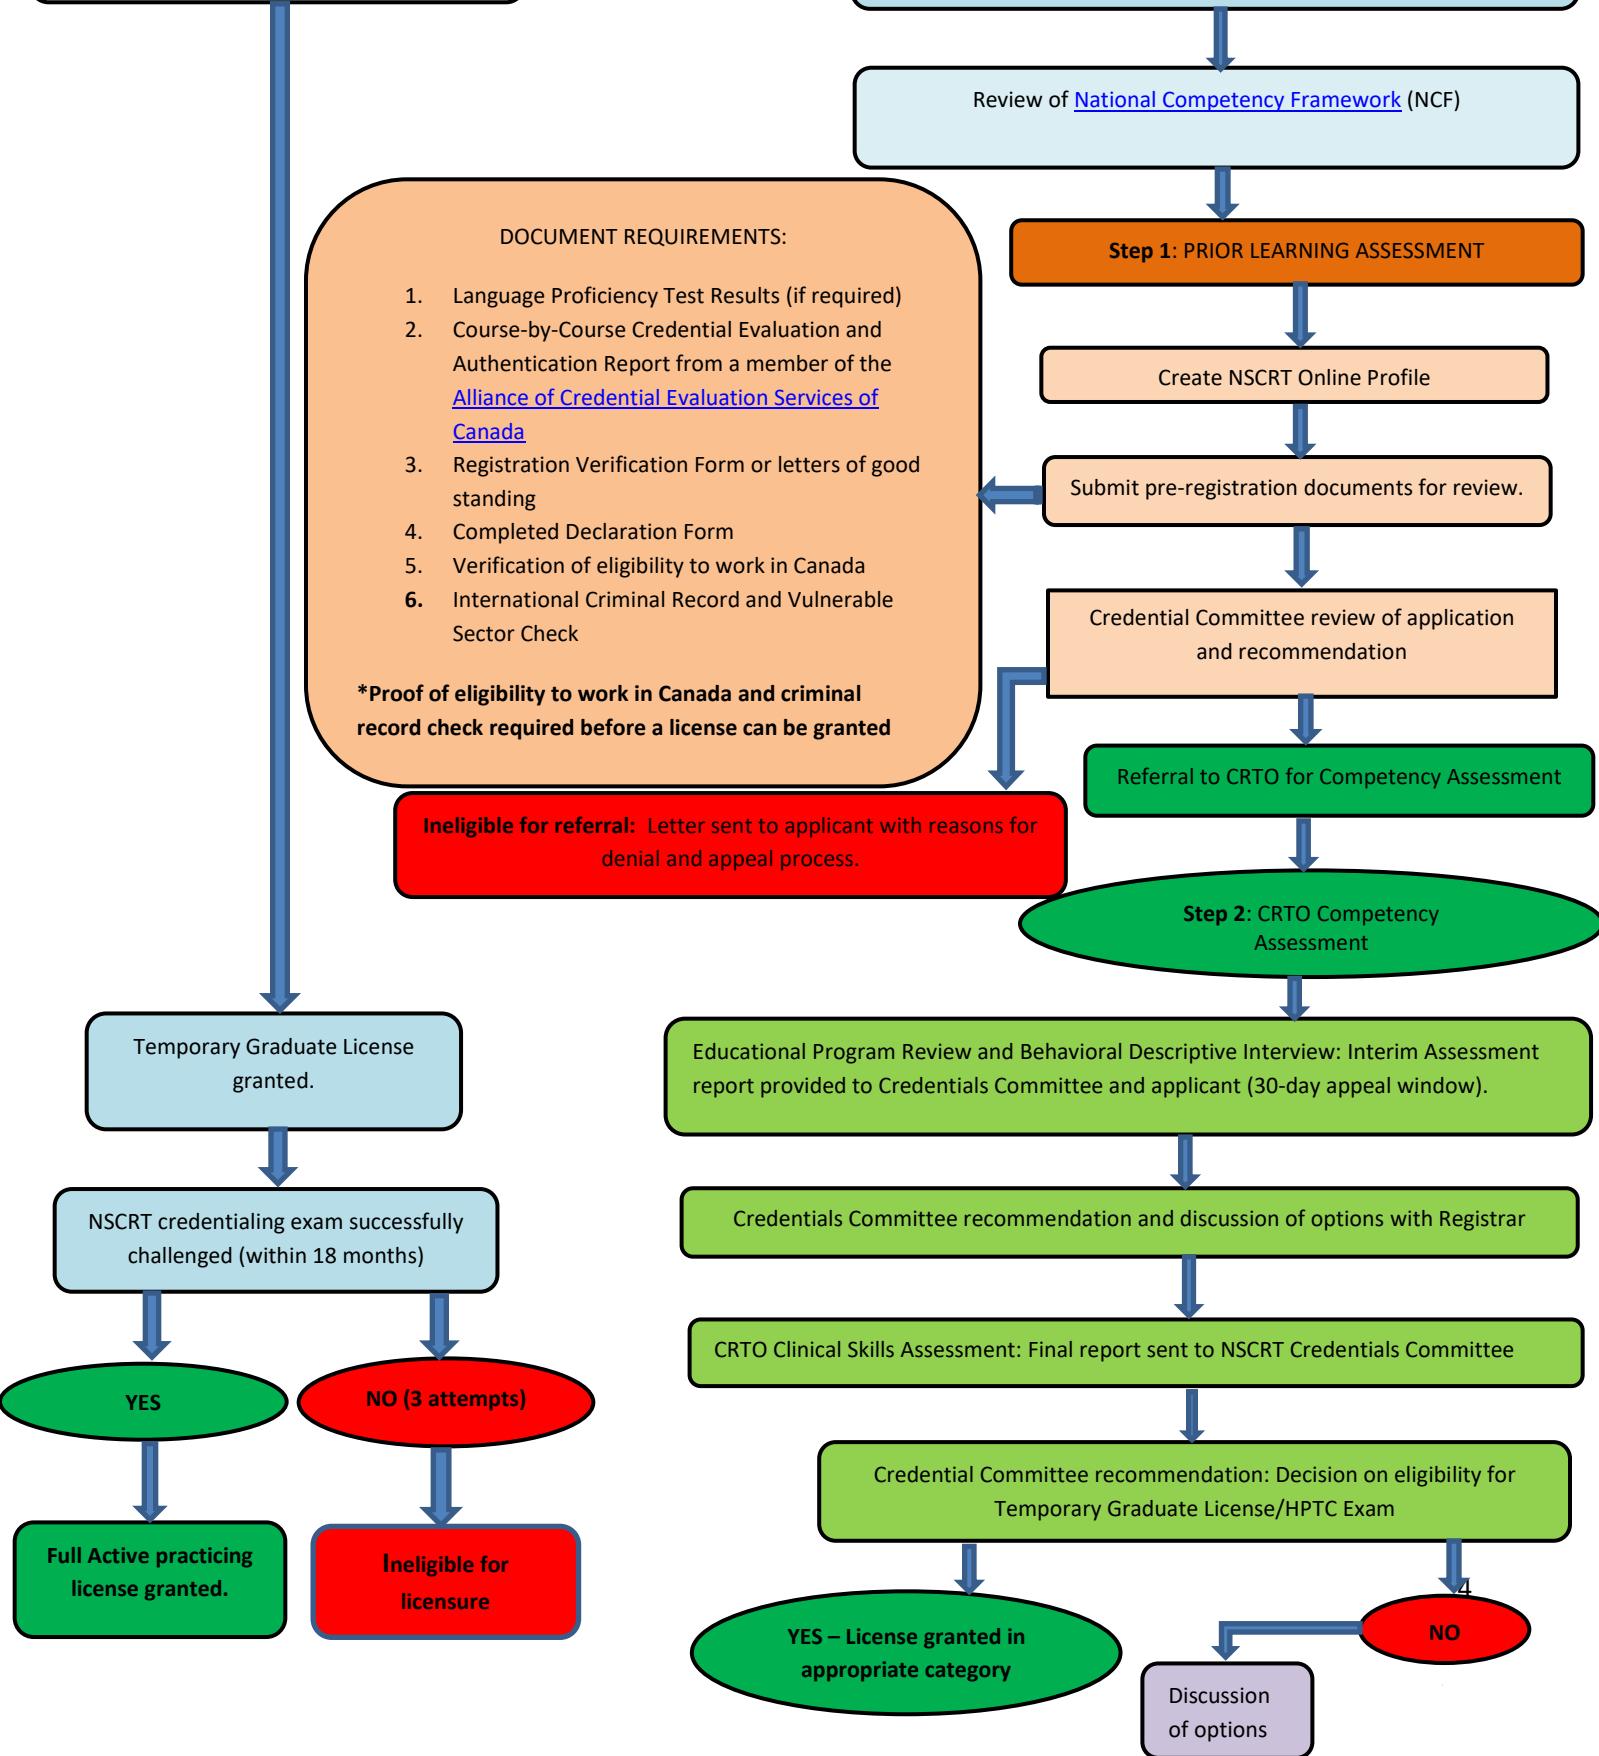 Review of National Competency Framework (NCF)
DOCUMENT REQUIREMENTS:
1. Language Proficiency Test Results (if required)
2. Course-by-Course Credential Evaluation and
Authentication Report from a member of the
Alliance of Credential Evaluation Services of
Canada
3. Registration Verification Form or letters of good
standing
4. Completed Declaration Form
5. Verification of eligibility to work in Canada
6. International Criminal Record and Vulnerable
Sector Check
*Proof of eligibility to work in Canada and criminal
record check required before a license can be granted
Step 1: PRIOR LEARNING ASSESSMENT
Create NSCRT Online Profile
Submit pre-registration documents for review.
Credential Committee review of application
and recommendation
Referral to CRTO for Competency Assessment
Ineligible for referral: Letter sent to applicant with reasons for
denial and appeal process.
Step 2: CRTO Competency
Assessment
Temporary Graduate License
granted.
Educational Program Review and Behavioral Descriptive Interview: Interim Assessment
report provided to Credentials Committee and applicant (30-day appeal window).
NSCRT credentialing exam successfully
challenged (within 18 months)
Credentials Committee recommendation and discussion of options with Registrar
CRTO Clinical Skills Assessment: Final report sent to NSCRT Credentials Committee
YES
NO (3 attempts)
Credential Committee recommendation: Decision on eligibility for
Temporary Graduate License/HPTC Exam
Full Active practicing
license granted.
Ineligible for
licensure
4
YES – License granted in
appropriate category
NO
Discussion
of options